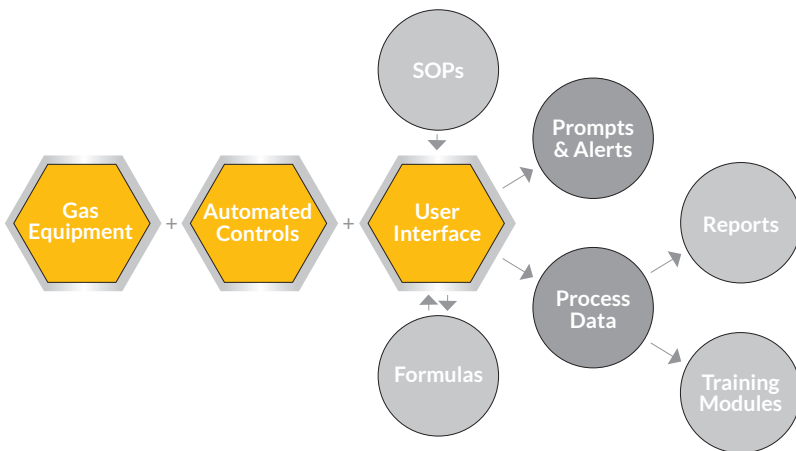 SOPs
Prompts
& Alerts
Gas
Equipment
+
Automated
Controls
+
User
Interface
Reports
Process
Data
Formulas
Training
Modules